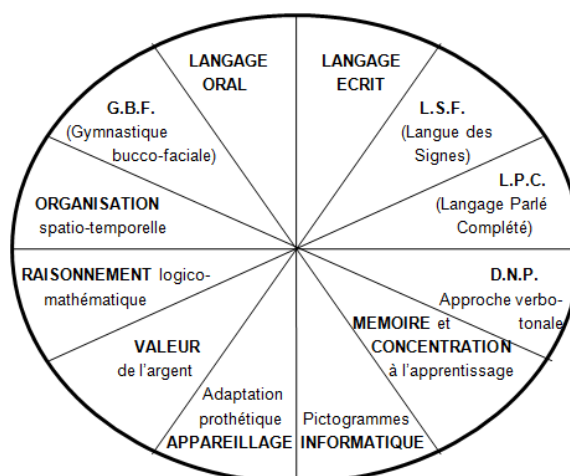 LANGAGE
ORAL
LANGAGE
ECRIT
G.B.F.
(Gymnastique
bucco-faciale)
L.S.F.
(Langue des
Signes)
ORGANISATION
spatio-temporelle
L.P.C.
(Langage Parlé
Complété)
RAISONNEMENT logico-
mathématique
D.N.P.
Approche verbo-
tonale
VALEUR
de l'argent
MEMOIRE et
CONCENTRATION
à l'apprentissage
Adaptation
prothétique
APPAREILLAGE
Pictogrammes
INFORMATIQUE